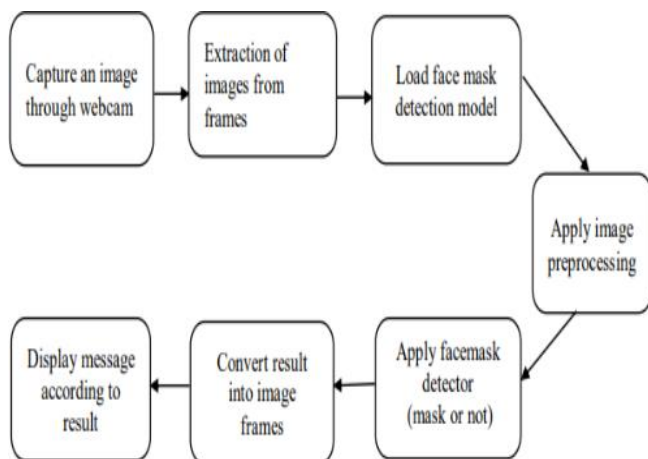 Capture an image
through webcam
Extraction of
images from
frames
Load face mask
detection model
Apply image
preprocessing
Apply facemask
detector
(mask or not)
Convert result
into image
frames
Display message
according to
result